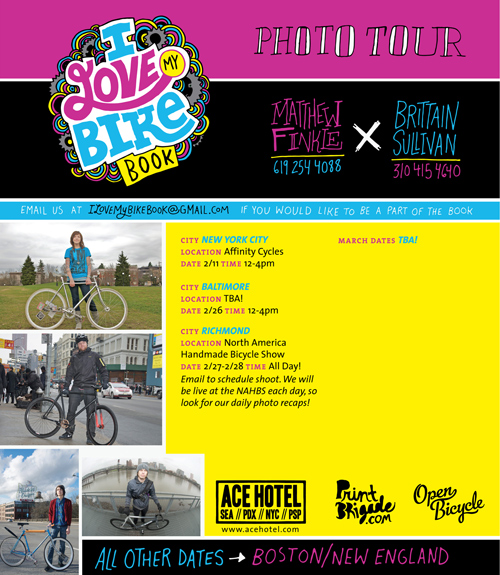 I
LOVE MY
BIKE
BOOK
PHOTO TOUR
MATTHEW
FINKLE
619 254 4088
X
BRITTAIN
SULLIVAN
310 415 4640
EMAIL US AT ILOVEMYBIKEBOOK@GMAIL.COM IF YOU WOULD LIKE TO BE A PART OF THE BOOK
CITY NEW YORK CITY
LOCATION Affinity Cycles
DATE 2/11 TIME 12-4pm
CITY BALTIMORE
LOCATION TBA!
DATE 2/26 TIME 12-4pm
CITY RICHMOND
LOCATION North America
Handmade Bicycle Show
DATE 2/27-2/28 TIME All Day!
Email to schedule shoot. We will
be live at the NAHBS each day, so
look for our daily photo recaps!
MARCH DATES TBA!
ACE HOTEL
SEA // PDX // NYC // PSP
www.acehotel.com
Print
BRigade
.com
Open
Bicycle
ALL OTHER DATES → BOSTON/NEW ENGLAND